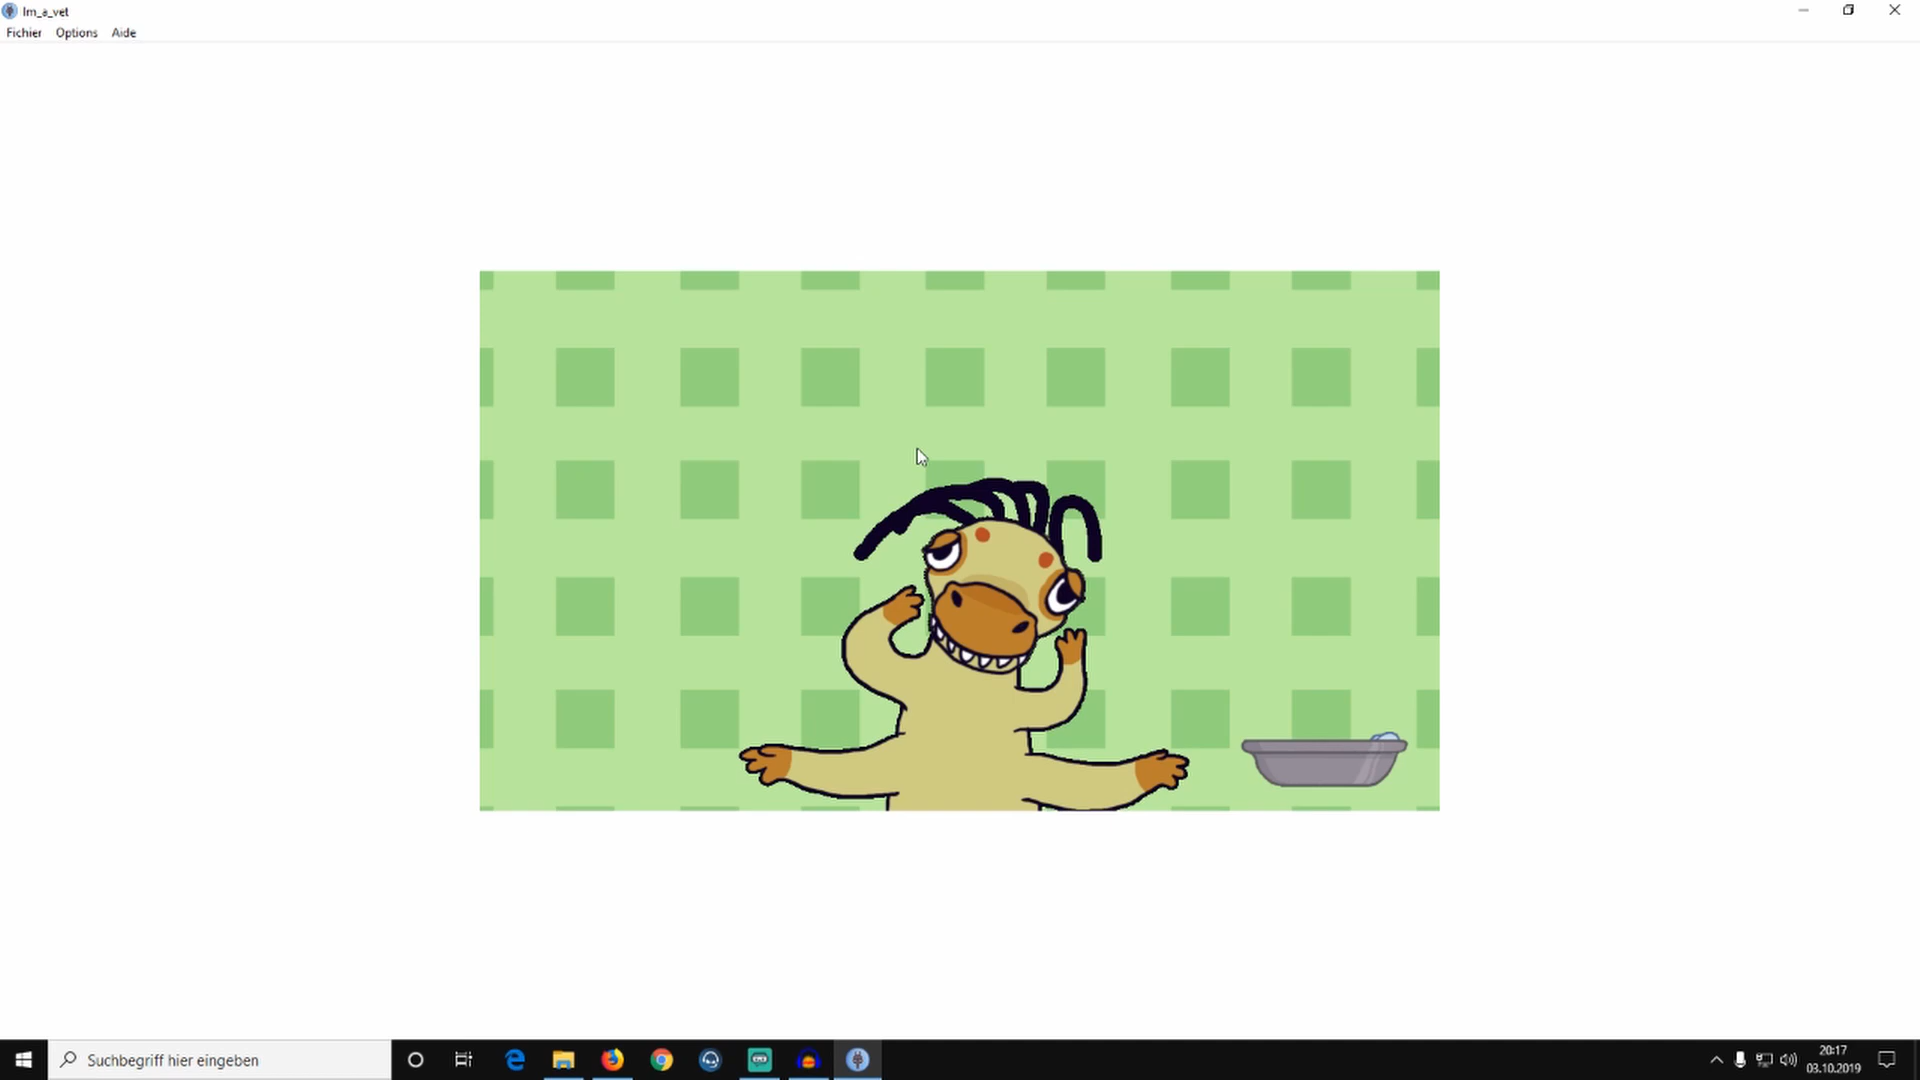 Im_a_vet
Fichier Options Aide
Suchbegriff hier eingeben
20:17
03.10.2019